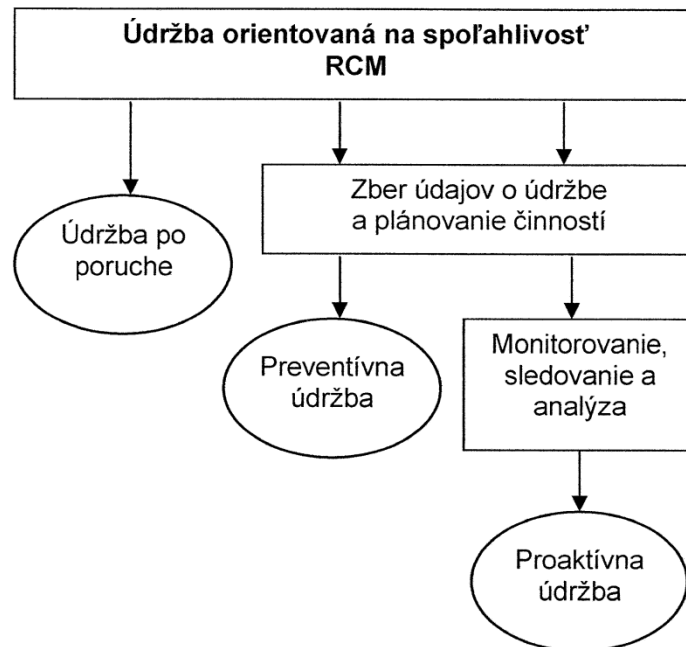 Údržba orientovaná na spoľahlivosť
RCM
Zber údajov o údržbe
a plánovanie činností
Údržba po
poruche
Monitorovanie,
sledovanie a
analýza
Preventívna
údržba
Proaktívna
údržba